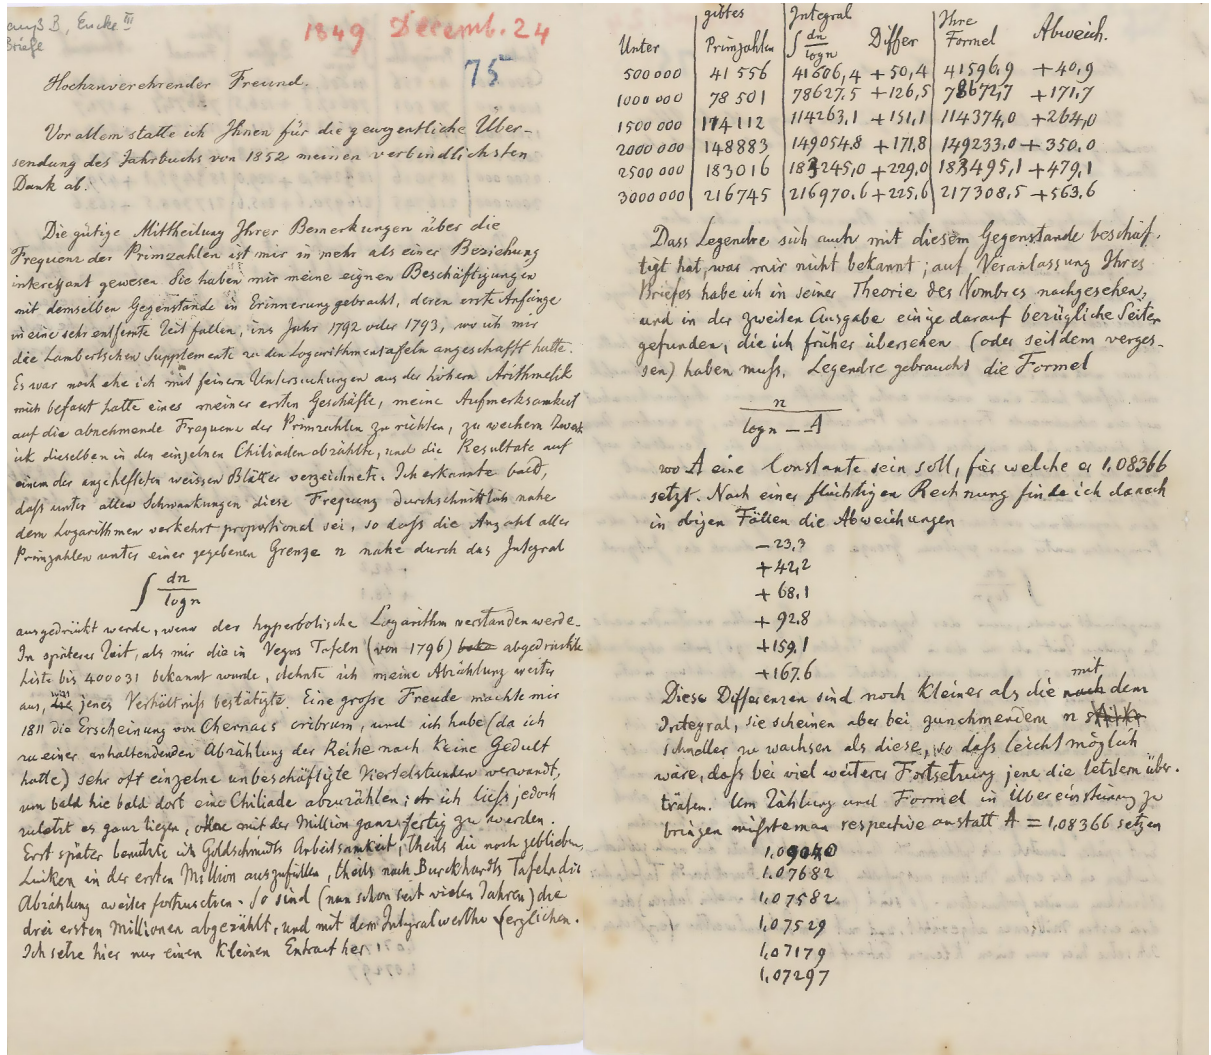 Gauß B, Encke III
Briefe
1849 Decemb. 24
75
Hochzuverehrender Freund.
Vor allem statte ich Ihnen für die gewogentliche Über-
sendung des Jahrbuchs von 1852 meinen verbindlichsten
Dank ab.
Die gütige Mittheilung Ihrer Bemerkungen über die
Frequenz der Primzahlen ist mir in mehr als einer Beziehung
interessant gewesen. Sie haben mir meine eignen Beschäftigungen
mit demselben Gegenstande in Erinnerung gebracht, deren erste Anfänge
in eine sehr entfernte Zeit fallen, ins Jahr 1792 oder 1793, wo ich mir
die Lambertschen Supplemente zu den Logarithmentafeln angeschafft hatte.
Es war noch ehe ich mit feinern Untersuchungen aus der höhern Arithmetik
mich befasst hatte eines meiner ersten Geschäfte, meine Aufmerksamkeit
auf die abnehmende Frequenz der Primzahlen zu richten, zu welchem Zweck
ich dieselben in den einzelnen Chiliaden abzählte, und die Resultate auf
einem der angehefteten weissen Blätter verzeichnete. Ich erkannte bald,
daß unter allen Schwankungen diese Frequenz durchschnittlich nahe
dem Logarithmen verkehrt proportional sei, so daß die Anzahl aller
Primzahlen unter einer gegebenen Grenze n nahe durch das Integral
∫ dn/log n
ausgedrückt werde, wenn der hyperbolische Logarithm verstanden werde.
In späterer Zeit, als mir die in Vegas Tafeln (von 1796) abgedruckte
Liste bis 400031 bekannt wurde, dehnte ich meine Abzählung weiter
aus, was jenes Verhältniß bestätigte. Eine große Freude machte mir
1811 die Erscheinung von Chernacs cribrum, und ich habe (da ich
zu einer anhaltendenden Abzählung der Reihe nach keine Gedult
hatte) sehr oft einzelne unbeschäftigte Viertelstunden verwandt,
um bald hie bald dort eine Chiliade abzuzählen; ich ließ jedoch
zuletzt es ganz liegen, ohne mit der Million ganz fertig zu werden.
Erst später benutzte ich Goldschmidts Arbeitsamkeit, theils die noch gebliebenen
Lücken in der ersten Million auszufüllen, theils nach Burckhardts Tafeln die
Abzählung weiter fortzusetzen. So sind (nun schon seit vielen Jahren) die
drei ersten Millionen abgezählt, und mit dem Integralwerthe verglichen.
Ich setze hier nur einen kleinen Extract her
Unter gibtes Primzahlen Integral ∫ dn/log n Differ Ihre Formel Abweich.
500 000 41 556 41606,4 +50,4 41596,9 +40,9
1000 000 78 501 78627,5 +126,5 78672,7 +171,7
1500 000 114112 114263,1 +151,1 114374,0 +264,0
2000 000 148883 149054.8 +171,8 149233.0 +350.0
2500 000 183016 183245,0 +229,0 183495,1 +479,1
3000 000 216745 216970.6 +225.6 217308.5 +563.6
Dass Legendre sich auch mit diesem Gegenstande beschäf-
tigt hat, war mir nicht bekannt; auf Veranlassung Ihres
Briefes habe ich in seiner Theorie des Nombres nachgesehen,
und in der zweiten Ausgabe einige darauf bezügliche Seiten
gefunden, die ich früher übersehen (oder seitdem verges-
sen) haben muß. Legendre gebraucht die Formel
n/(log n - A)
wo A eine Constante sein soll, für welche er 1,08366
setzt. Nach einer flüchtigen Rechnung finde ich danach
in obigen Fällen die Abweichungen
-23,3
+42,2
+68,1
+92.8
+159,1
+167.6
Diese Differenzen sind noch kleiner als die mit dem
Integral, sie scheinen aber bei zunehmendem n
schneller zu wachsen als diese, so daß leicht möglich
wäre, daß bei viel weiterer Fortsetzung jene die letztern über-
träfen. Um Zählung und Formel in Übereinstimmung zu
bringen müßte man respective anstatt A = 1,08366 setzen
1,09040
1,07682
1,07582
1,07529
1,07179
1,07297